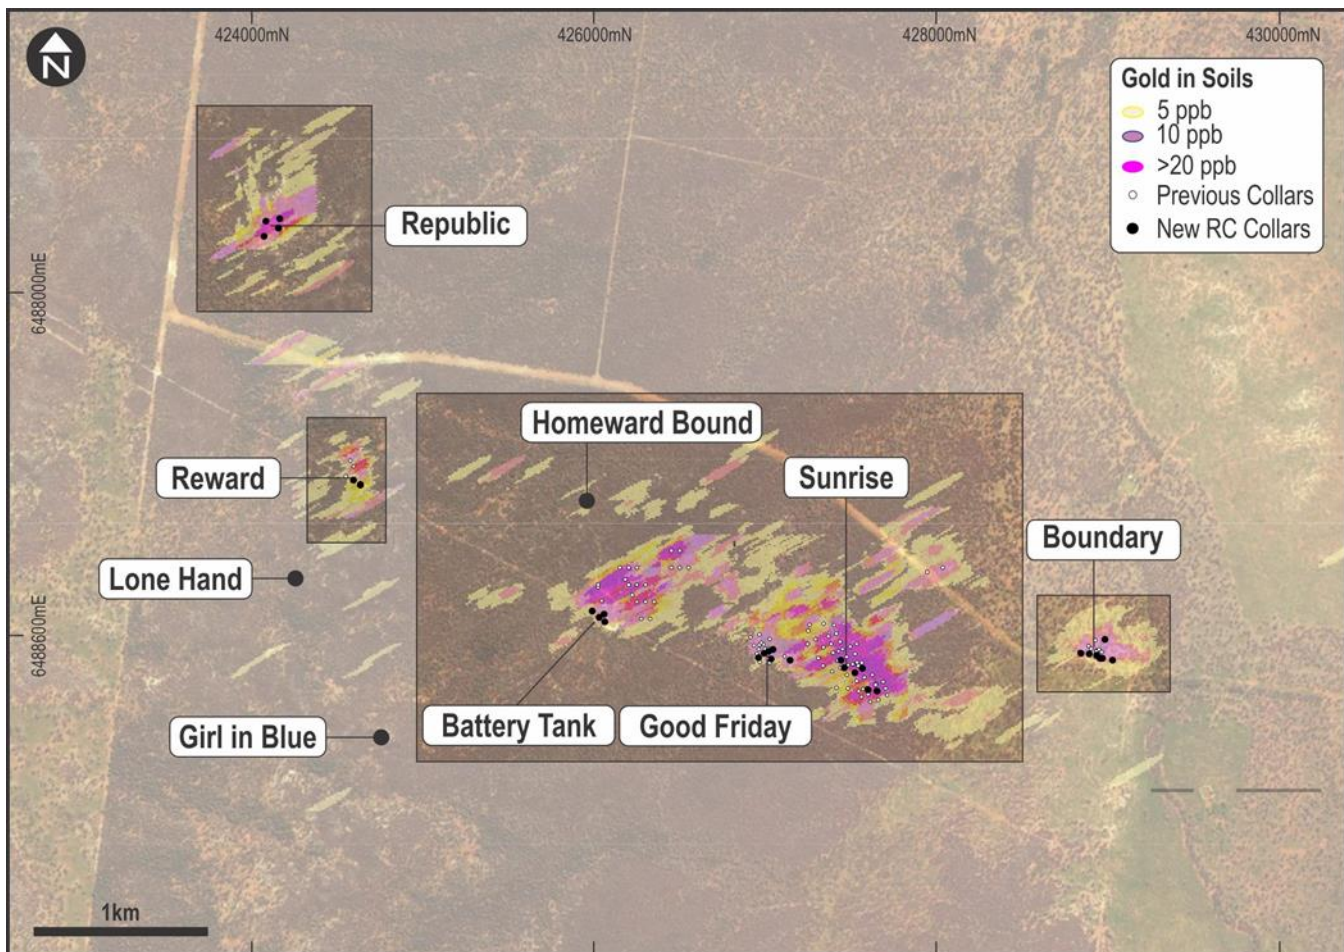 424000mN
426000mN
428000mN
430000mN
N
Gold in Soils
5 ppb
10 ppb
>20 ppb
Previous Collars
New RC Collars
Republic
6488000mE
Homeward Bound
Reward
Sunrise
Boundary
Lone Hand
6488600mE
Battery Tank
Good Friday
Girl in Blue
1km